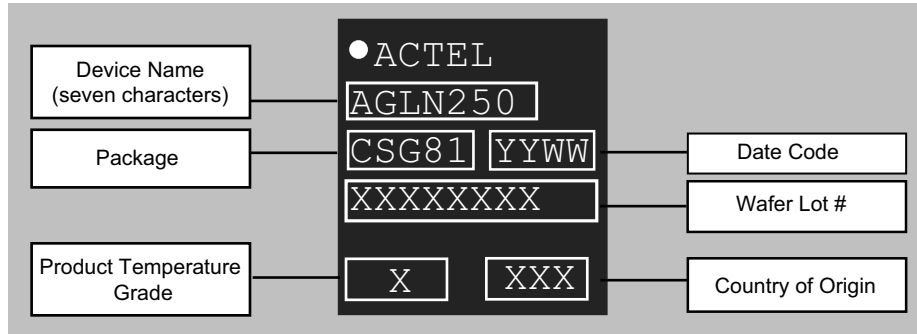 ACTEL
Device Name
(seven characters)
AGLN250
Package
CSG81 YYWW
Date Code
XXXXXXXX
Wafer Lot #
Product Temperature
Grade
X XXX
Country of Origin